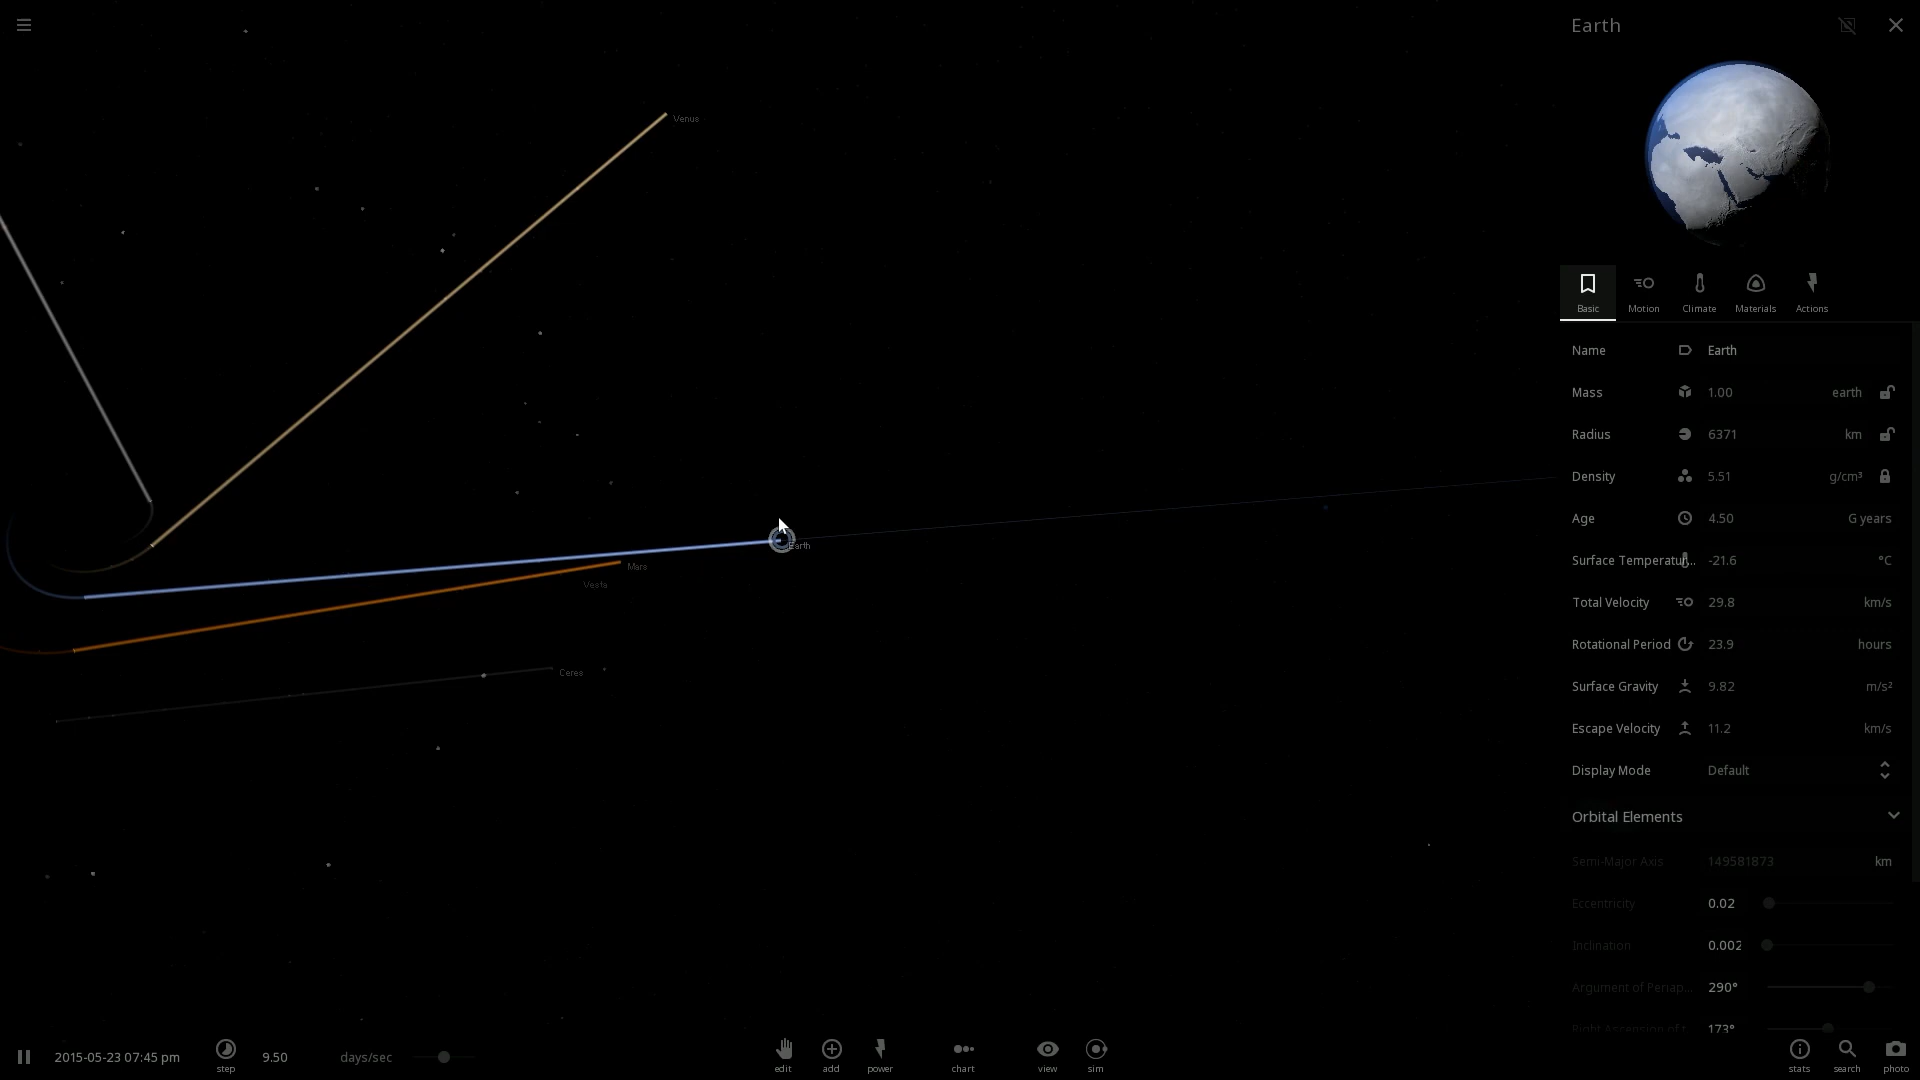 Earth
Venus
Earth
Mars
Vesta
Ceres
Basic
Motion
Climate
Materials
Actions
Name Earth
Mass 1.00 earth
Radius 6371 km
Density 5.51 g/cm³
Age 4.50 G years
Surface Temperatur... -21.6 °C
Total Velocity 29.8 km/s
Rotational Period 23.9 hours
Surface Gravity 9.82 m/s²
Escape Velocity 11.2 km/s
Display Mode Default
Orbital Elements
Semi-Major Axis 149581873 km
Eccentricity 0.02
Inclination 0.002
Argument of Periap... 290°
Right Ascension of t... 173°
2015-05-23 07:45 pm
step
9.50 days/sec
edit
add
power
chart
view
sim
stats
search
photo